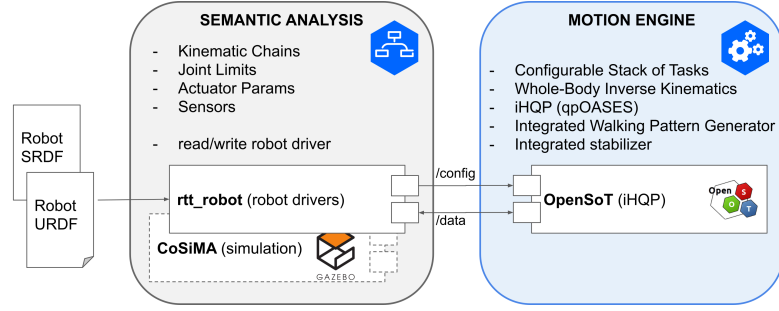 SEMANTIC ANALYSIS
- Kinematic Chains
- Joint Limits
- Actuator Params
- Sensors
- read/write robot driver
Robot
SRDF
Robot
URDF
rtt_robot (robot drivers)
CoSiMA (simulation)
GAZEBO
/config
/data
MOTION ENGINE
- Configurable Stack of Tasks
- Whole-Body Inverse Kinematics
- iHQP (qpOASES)
- Integrated Walking Pattern Generator
- Integrated stabilizer
OpenSoT (iHQP)
Open S
O T